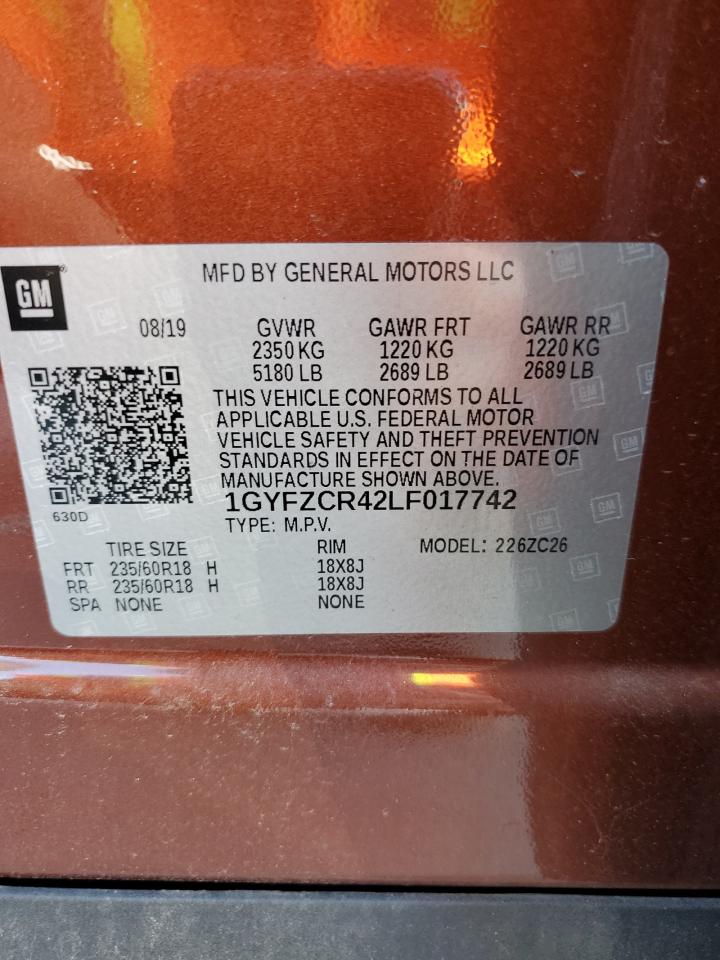 MFD BY GENERAL MOTORS LLC
GM
08/19 GVWR GAWR FRT GAWR RR
2350 KG 1220 KG 1220 KG
5180 LB 2689 LB 2689 LB
THIS VEHICLE CONFORMS TO ALL
APPLICABLE U.S. FEDERAL MOTOR
VEHICLE SAFETY AND THEFT PREVENTION
STANDARDS IN EFFECT ON THE DATE OF
MANUFACTURE SHOWN ABOVE.
1GYFZCR42LF017742
630D
TYPE: M.P.V.
TIRE SIZE RIM MODEL: 226ZC26
FRT 235/60R18 H 18X8J
RR 235/60R18 H 18X8J
SPA NONE NONE